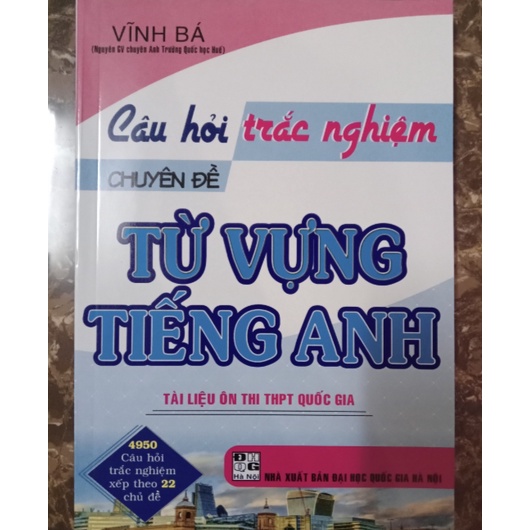 VĨNH BÁ
(Nguyên GV chuyên Anh Trường Quốc học Huế)
Câu hỏi trắc nghiệm
CHUYÊN ĐỀ
TỪ VỰNG
TIẾNG ANH
TÀI LIỆU ÔN THI THPT QUỐC GIA
4950
Câu hỏi
trắc nghiệm
xếp theo 22
chủ đề
Hà Nội
NHÀ XUẤT BẢN ĐẠI HỌC QUỐC GIA HÀ NỘI